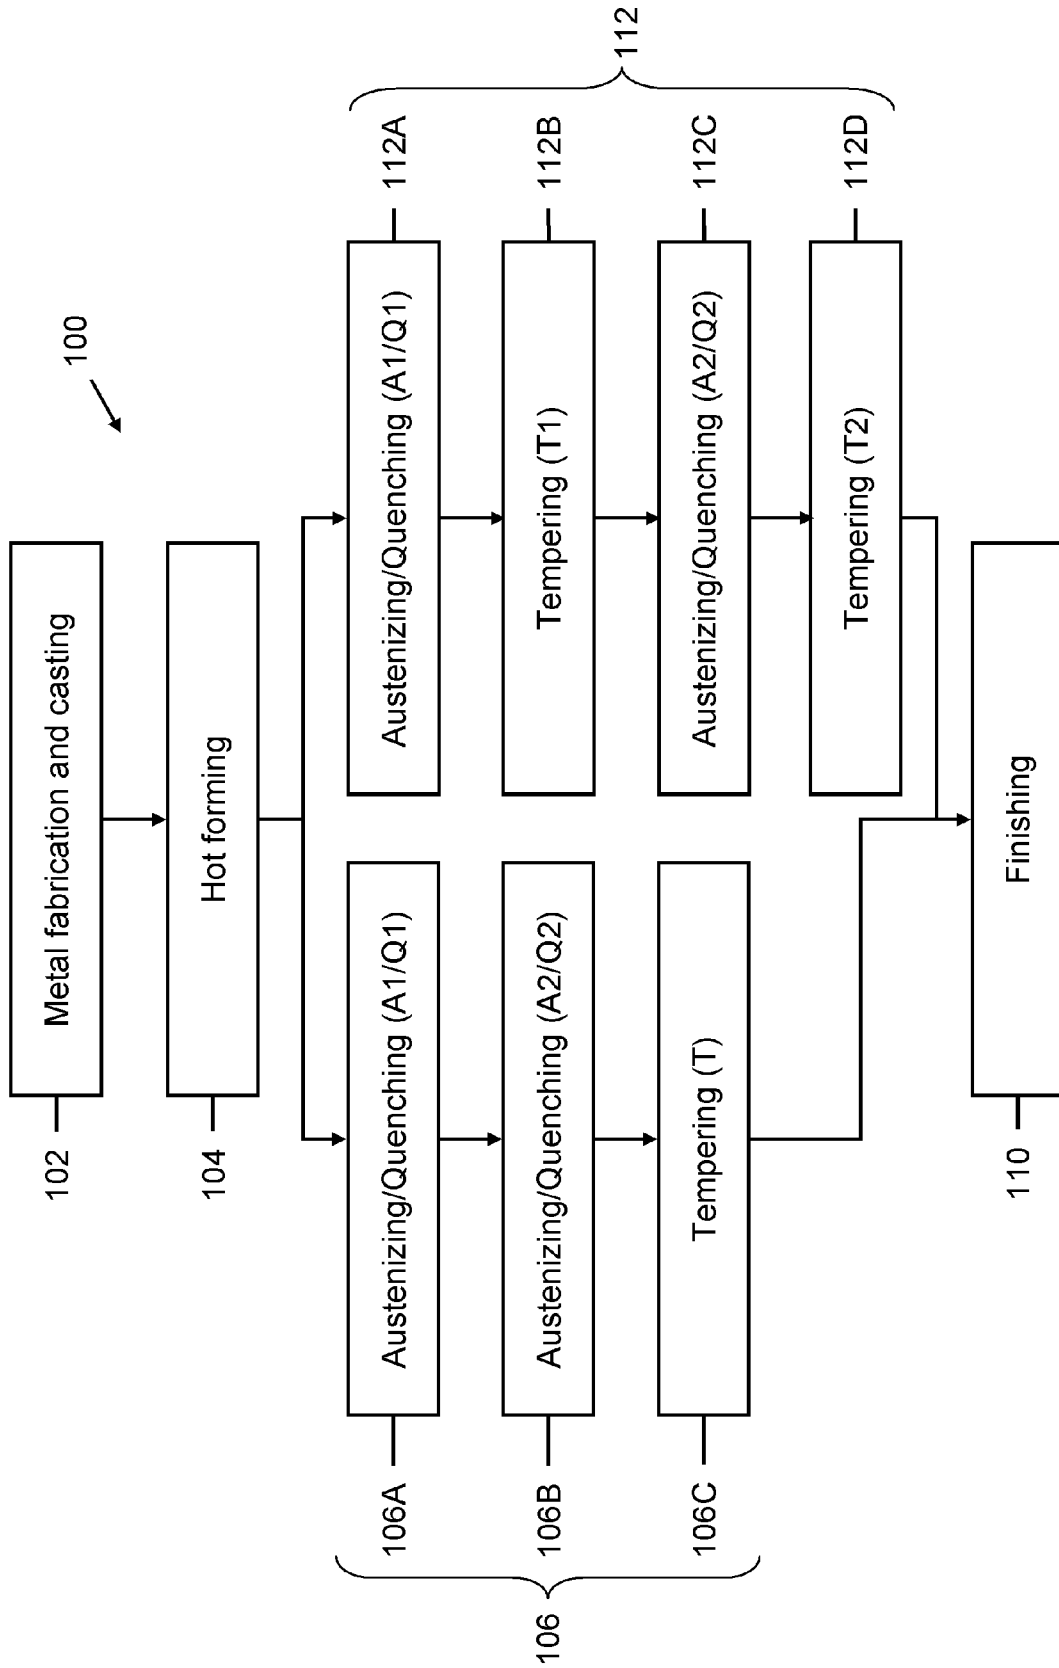 100
102
Metal fabrication and casting
104
Hot forming
106
106A
Austenizing/Quenching (A1/Q1)
106B
Austenizing/Quenching (A2/Q2)
106C
Tempering (T)
112
112A
Austenizing/Quenching (A1/Q1)
112B
Tempering (T1)
112C
Austenizing/Quenching (A2/Q2)
112D
Tempering (T2)
110
Finishing